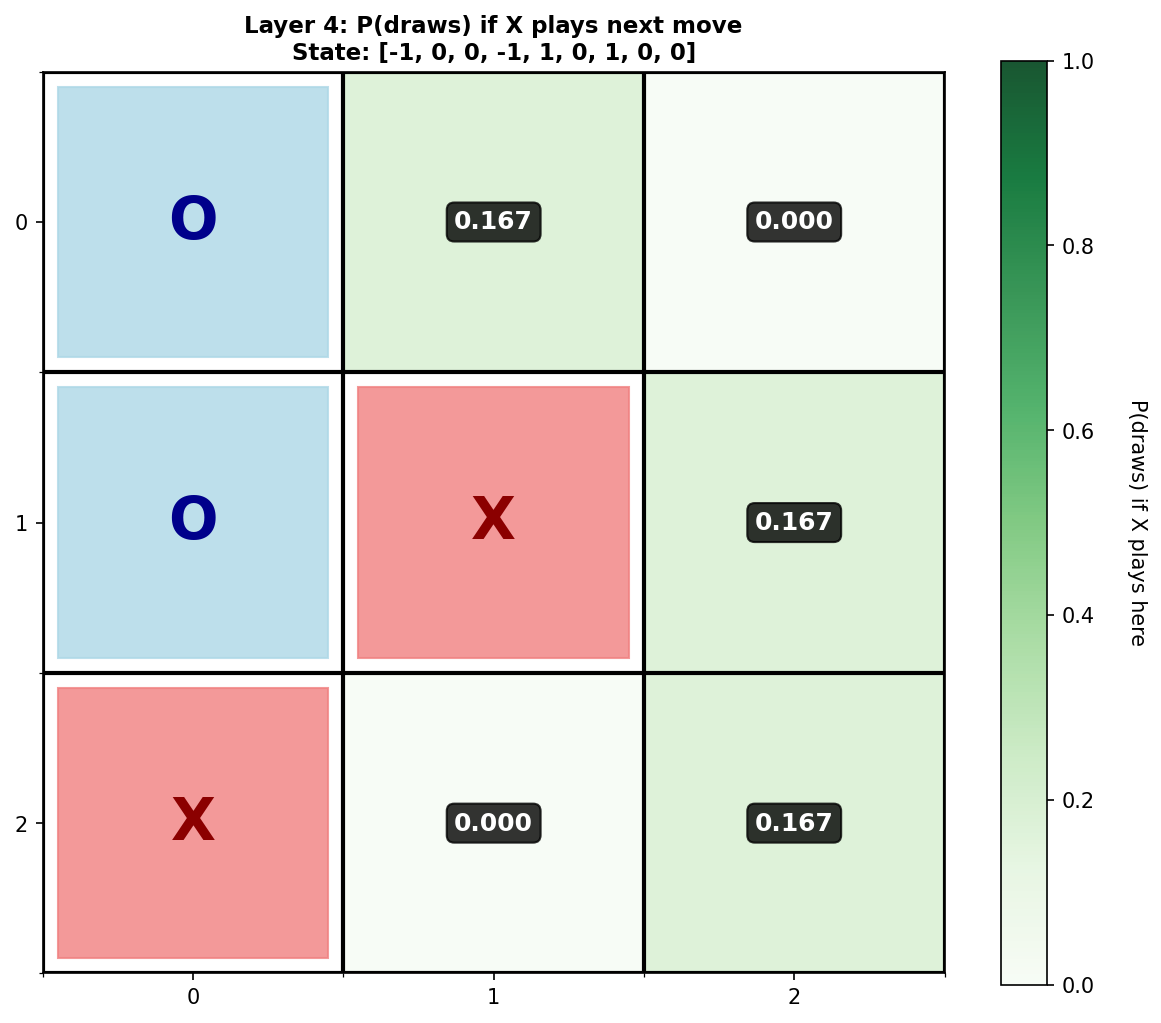 Layer 4: P(draws) if X plays next move
State: [-1, 0, 0, -1, 1, 0, 1, 0, 0]
0
O
0.167
0.000
1
O
X
0.167
2
X
0.000
0.167
0
1
2
1.0
0.8
0.6
0.4
0.2
0.0
P(draws) if X plays here